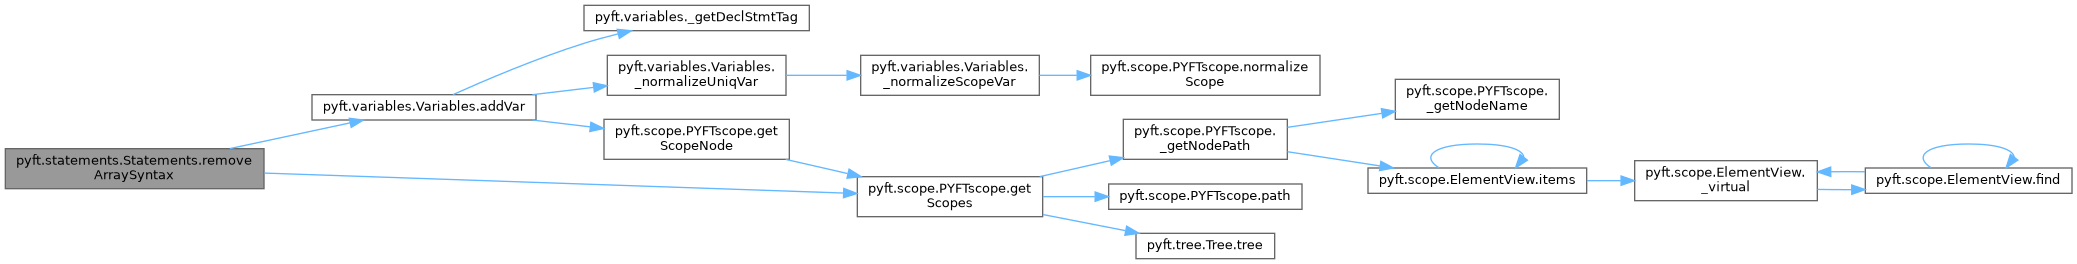 pyft.variables._getDeclStmtTag
pyft.variables.Variables.
_normalizeUniqVar
pyft.variables.Variables.
_normalizeScopeVar
pyft.scope.PYFTscope.normalize
Scope
pyft.variables.Variables.addVar
pyft.scope.PYFTscope.
_getNodeName
pyft.scope.PYFTscope.get
ScopeNode
pyft.scope.PYFTscope.
_getNodePath
pyft.statements.Statements.remove
ArraySyntax
pyft.scope.PYFTscope.get
Scopes
pyft.scope.ElementView.items
pyft.scope.ElementView.
_virtual
pyft.scope.ElementView.find
pyft.scope.PYFTscope.path
pyft.tree.Tree.tree